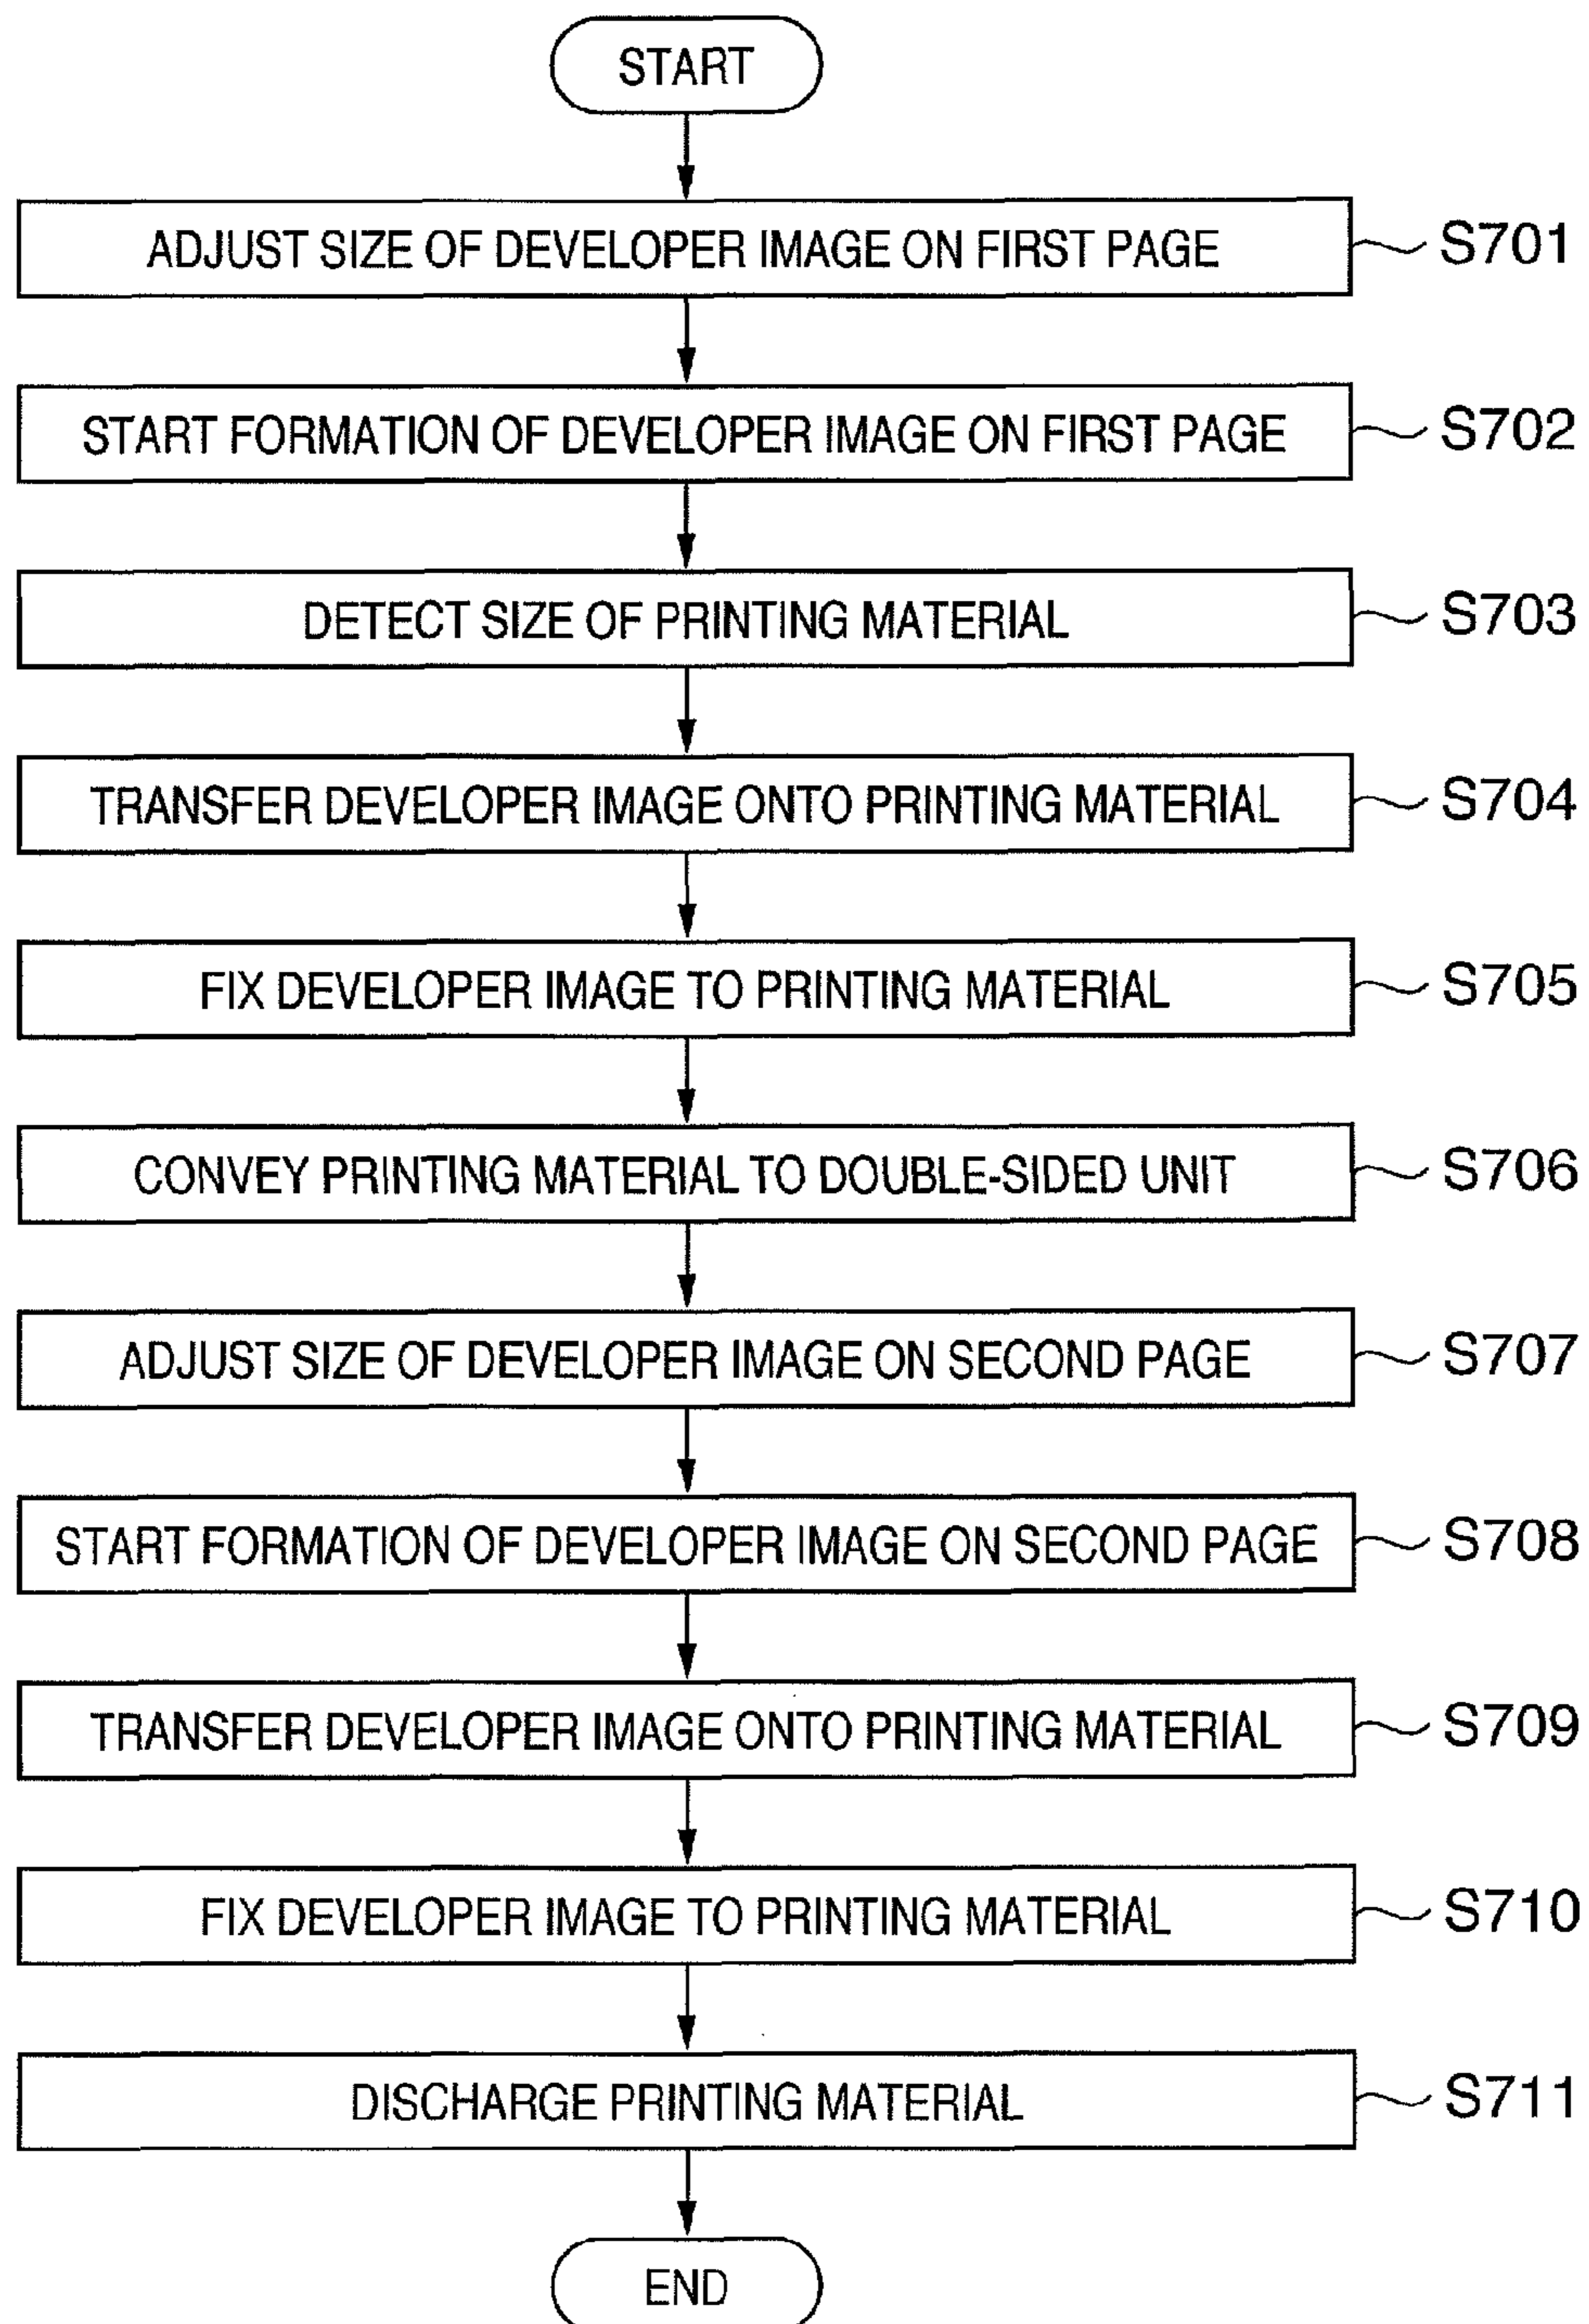 START
ADJUST SIZE OF DEVELOPER IMAGE ON FIRST PAGE
S701
START FORMATION OF DEVELOPER IMAGE ON FIRST PAGE
S702
DETECT SIZE OF PRINTING MATERIAL
S703
TRANSFER DEVELOPER IMAGE ONTO PRINTING MATERIAL
S704
FIX DEVELOPER IMAGE TO PRINTING MATERIAL
S705
CONVEY PRINTING MATERIAL TO DOUBLE-SIDED UNIT
S706
ADJUST SIZE OF DEVELOPER IMAGE ON SECOND PAGE
S707
START FORMATION OF DEVELOPER IMAGE ON SECOND PAGE
S708
TRANSFER DEVELOPER IMAGE ONTO PRINTING MATERIAL
S709
FIX DEVELOPER IMAGE TO PRINTING MATERIAL
S710
DISCHARGE PRINTING MATERIAL
S711
END